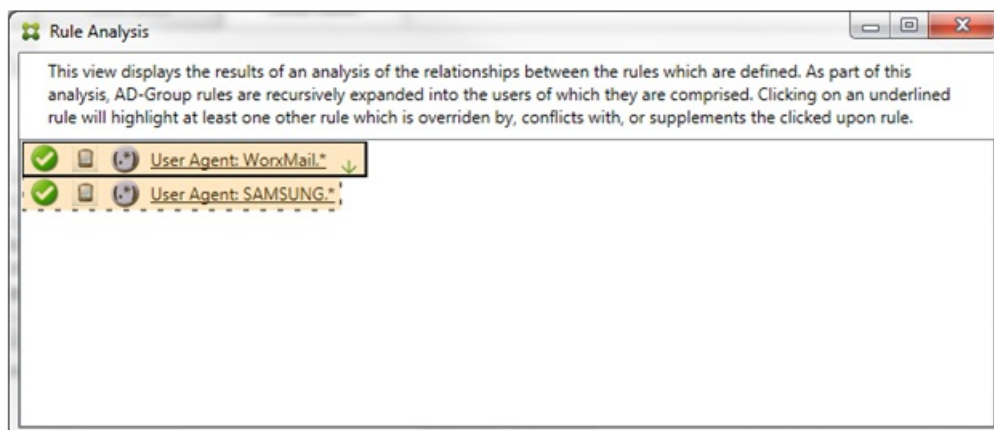 Rule Analysis
This view displays the results of an analysis of the relationships between the rules which are defined. As part of this
analysis, AD-Group rules are recursively expanded into the users of which they are comprised. Clicking on an underlined
rule will highlight at least one other rule which is overriden by, conflicts with, or supplements the clicked upon rule.
(.*) User Agent: WorxMail.*
(.*) User Agent: SAMSUNG.*